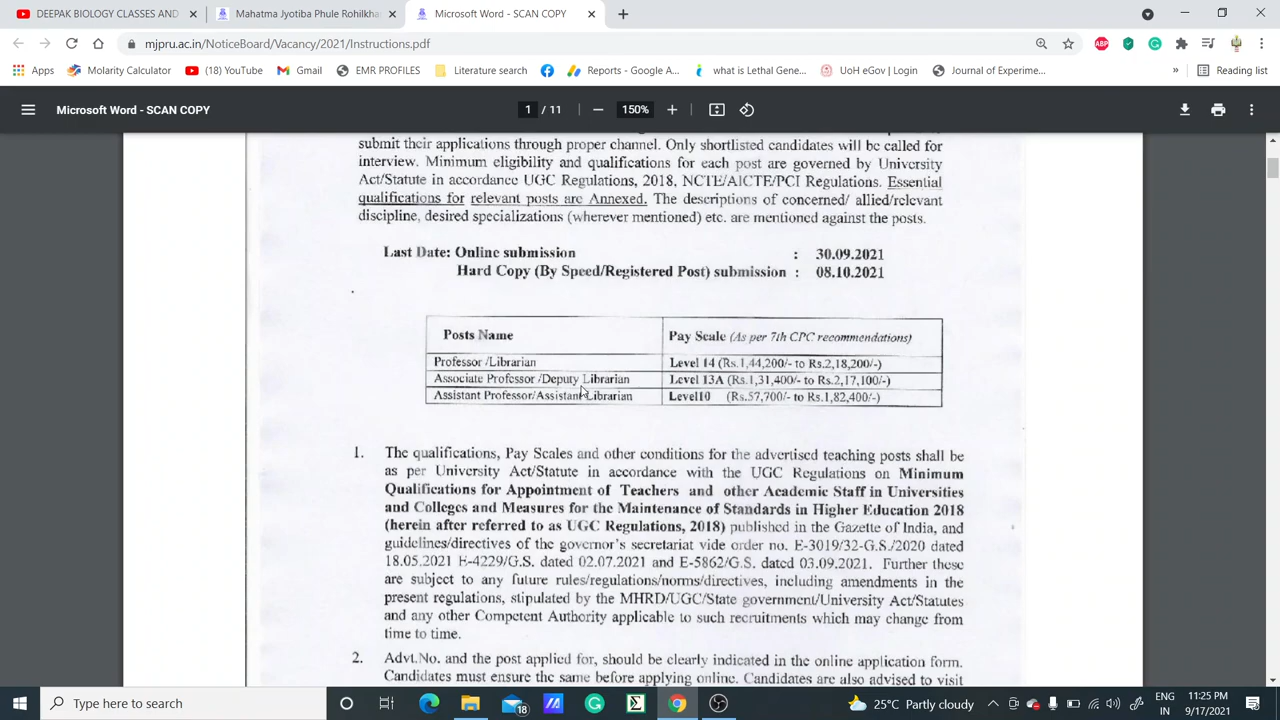 DEEPAK BIOLOGY CLASSES AND
Mahatma Jyotiba Phule Rohilkha
Microsoft Word - SCAN COPY
mjpru.ac.in/NoticeBoard/Vacancy/2021/Instructions.pdf
ABP
Apps
Molarity Calculator
(18) YouTube
Gmail
EMR PROFILES
Literature search
Reports - Google A...
what is Lethal Gene...
UoH eGov | Login
Journal of Experime...
»
Reading list
Microsoft Word - SCAN COPY
1 / 11
150%
submit their applications through proper channel. Only shortlisted candidates will be called for
interview. Minimum eligibility and qualifications for each post are governed by University
Act/Statute in accordance UGC Regulations, 2018, NCTE/AICTE/PCI Regulations. Essential
qualifications for relevant posts are Annexed. The descriptions of concerned/ allied/relevant
discipline, desired specializations (wherever mentioned) etc. are mentioned against the posts.
Last Date: Online submission : 30.09.2021
Hard Copy (By Speed/Registered Post) submission : 08.10.2021
Posts Name Pay Scale (As per 7th CPC recommendations)
Professor /Librarian Level 14 (Rs.1,44,200/- to Rs.2,18,200/-)
Associate Professor /Deputy Librarian Level 13A (Rs.1,31,400/- to Rs.2,17,100/-)
Assistant Professor/Assistant Librarian Level10 (Rs.57,700/- to Rs.1,82,400/-)
1. The qualifications, Pay Scales and other conditions for the advertised teaching posts shall be
as per University Act/Statute in accordance with the UGC Regulations on Minimum
Qualifications for Appointment of Teachers and other Academic Staff in Universities
and Colleges and Measures for the Maintenance of Standards in Higher Education 2018
(herein after referred to as UGC Regulations, 2018) published in the Gazette of India, and
guidelines/directives of the governor's secretariat vide order no. E-3019/32-G.S./2020 dated
18.05.2021 E-4229/G.S. dated 02.07.2021 and E-5862/G.S. dated 03.09.2021. Further these
are subject to any future rules/regulations/norms/directives, including amendments in the
present regulations, stipulated by the MHRD/UGC/State government/University Act/Statutes
and any other Competent Authority applicable to such recruitments which may change from
time to time.
2. Advt.No. and the post applied for, should be clearly indicated in the online application form.
Candidates must ensure the same before applying online. Candidates are also advised to visit
Type here to search
18
25°C Partly cloudy
ENG
IN
11:25 PM
9/17/2021